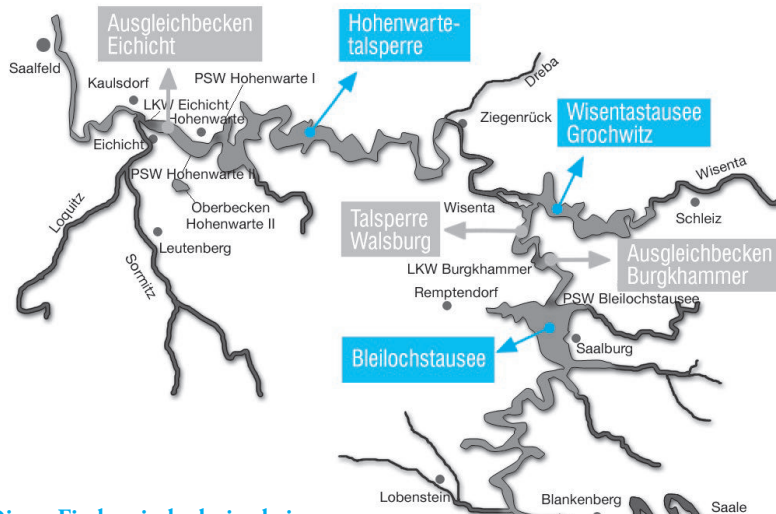 Ausgleichbecken
Eichicht
Hohenwarte-
talsperre
Saalfeld
Kaulsdorf
PSW Hohenwarte I
Dreba
LKW Eichicht
Hohenwarte
Ziegenrück
Wisentastausee
Grochwitz
Eichicht
PSW Hohenwarte II
Wisenta
Oberbecken
Hohenwarte II
Loquitz
Wisenta
Schleiz
Talsperre
Walsburg
Leutenberg
Sormitz
LKW Burgkhammer
Ausgleichbecken
Burgkhammer
Remptendorf
PSW Bleilochstausee
Bleilochstausee
Saalburg
Lobenstein
Blankenberg
Saale